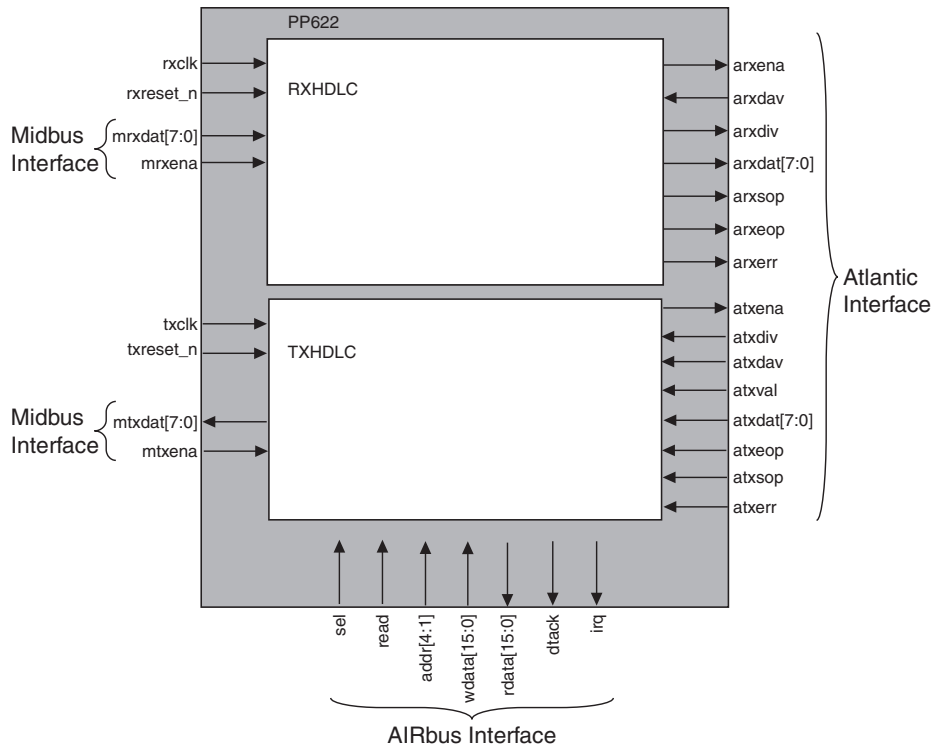 PP622
rxclk
rxreset_n
Midbus
Interface
mrxdat[7:0]
mrxena
RXHDLC
arxena
arxdav
arxdiv
arxdat[7:0]
arxsop
arxeop
arxerr
txclk
txreset_n
Midbus
Interface
mtxdat[7:0]
mtxena
TXHDLC
atxena
atxdiv
atxdav
atxval
atxdat[7:0]
atxeop
atxsop
atxerr
Atlantic
Interface
sel
read
addr[4:1]
wdata[15:0]
rdata[15:0]
dtack
irq
AIRbus Interface